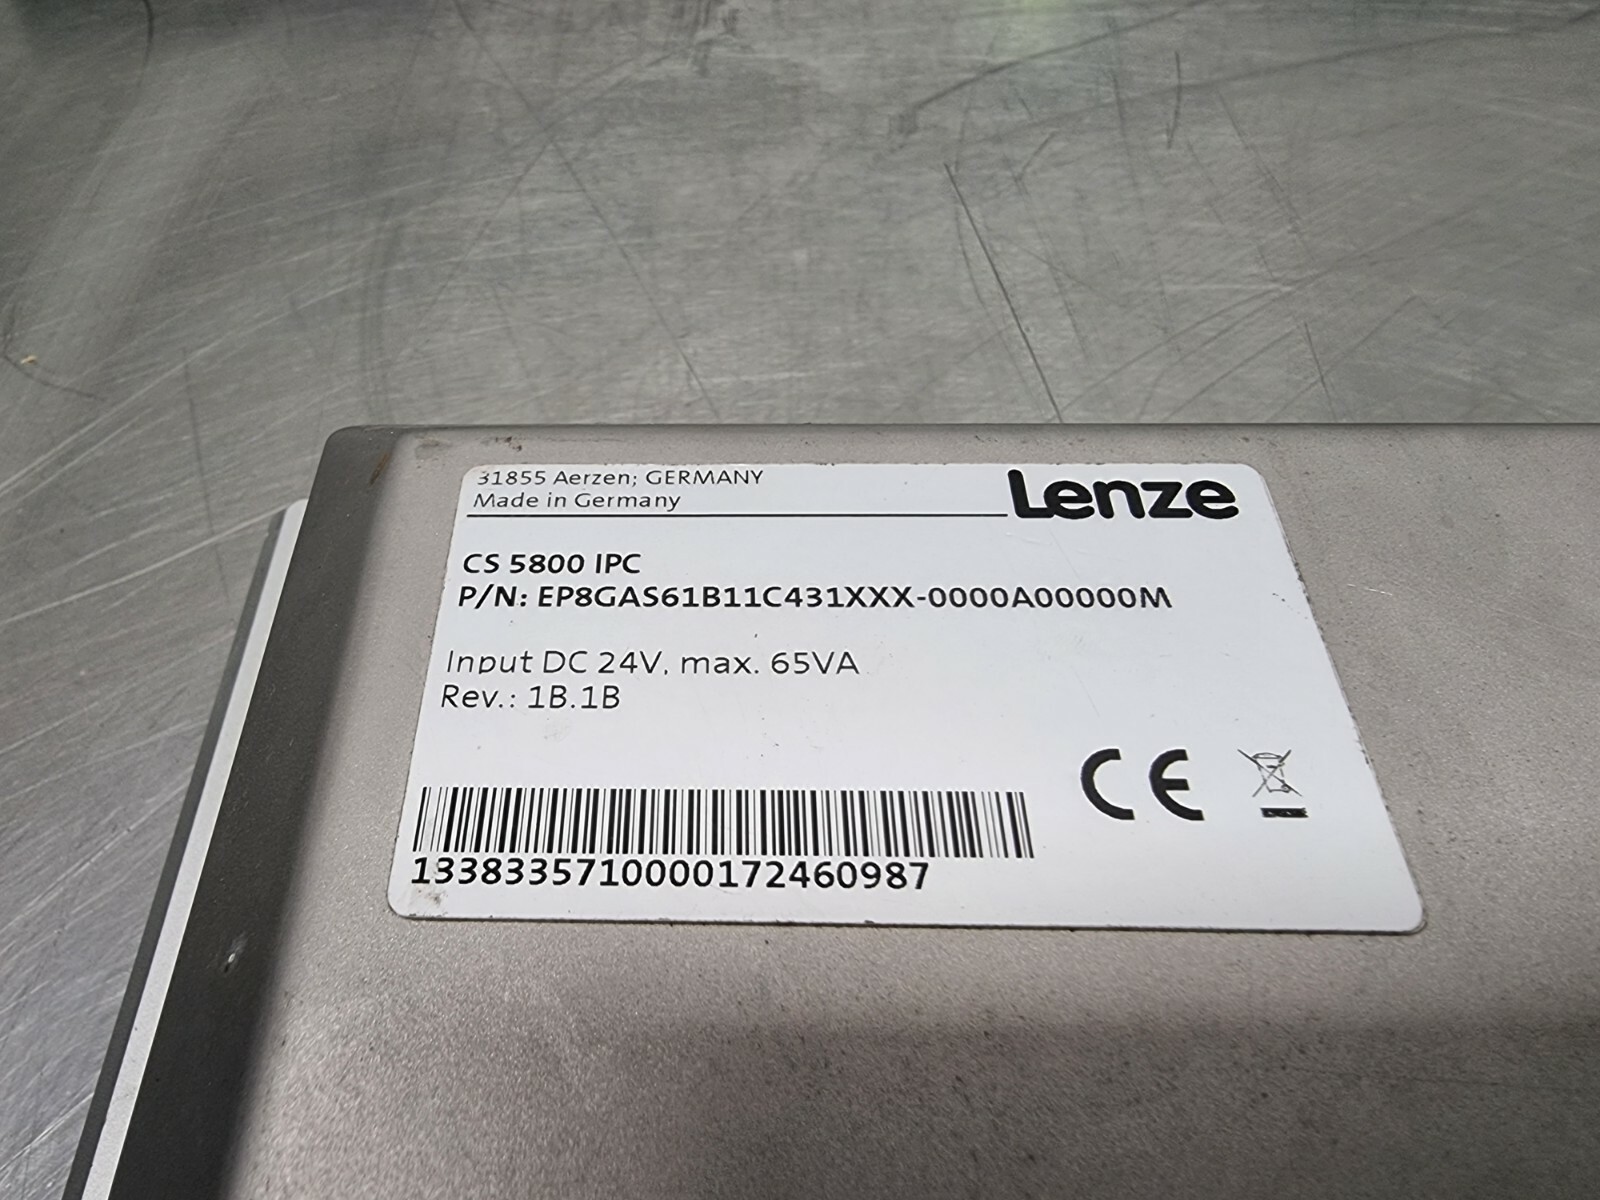 31855 Aerzen; GERMANY
Made in Germany
Lenze
CS 5800 IPC
P/N: EP8GAS61B11C431XXX-0000A00000M
Input DC 24V, max. 65VA
Rev.: 1B.1B
CE
1338335710000172460987